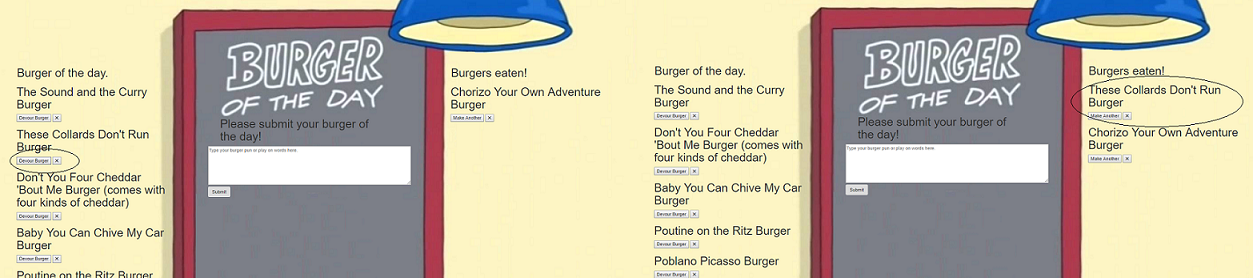 Burger of the day.
The Sound and the Curry
Burger
Devour Burger ✕
These Collards Don't Run
Burger
Devour Burger ✕
Don't You Four Cheddar
'Bout Me Burger (comes with
four kinds of cheddar)
Devour Burger ✕
Baby You Can Chive My Car
Burger
Devour Burger ✕
Poutine on the Ritz Burger
BURGER
OF THE DAY
Please submit your burger of
the day!
Type your burger pun or play on words here.
Submit
Burgers eaten!
Chorizo Your Own Adventure
Burger
Make Another ✕
Burger of the day.
The Sound and the Curry
Burger
Devour Burger ✕
Don't You Four Cheddar
'Bout Me Burger (comes with
four kinds of cheddar)
Devour Burger ✕
Baby You Can Chive My Car
Burger
Devour Burger ✕
Poutine on the Ritz Burger
Devour Burger ✕
Poblano Picasso Burger
Devour Burger ✕
BURGER
OF THE DAY
Please submit your burger of
the day!
Type your burger pun or play on words here.
Submit
Burgers eaten!
These Collards Don't Run
Burger
Make Another ✕
Chorizo Your Own Adventure
Burger
Make Another ✕